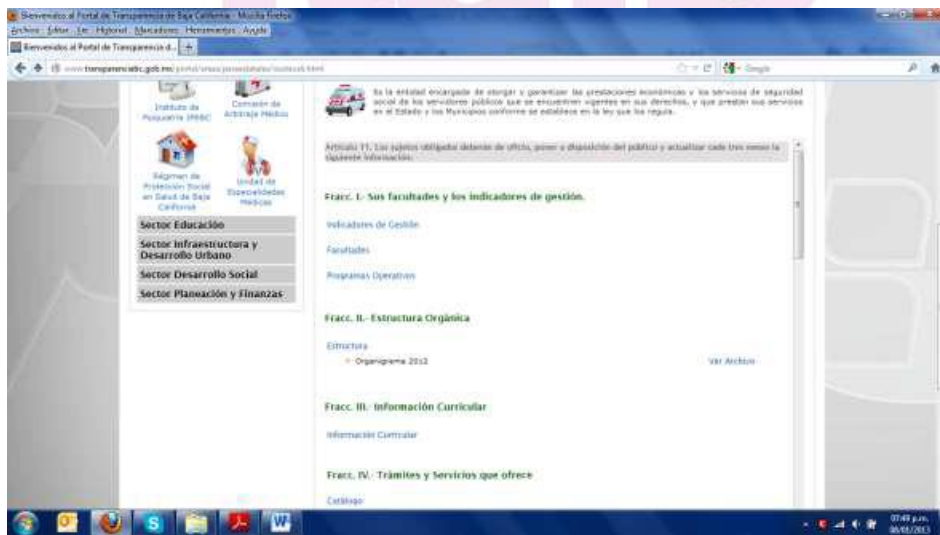 Bienvenidos al Portal de Transparencia de Baja California - Mozilla Firefox
Archivo Editar Ver Historial Marcadores Herramientas Ayuda
Bienvenidos al Portal de Transparencia d...
Google
Instituto de
Psiquiatría
Comisión de
Arbitraje Médico
Régimen de
Protección Social
en Salud de Baja
California
Unidad de
Especialidades
Médicas
Sector Educación
Sector Infraestructura y
Desarrollo Urbano
Sector Desarrollo Social
Sector Planeación y Finanzas
Es la entidad encargada de otorgar y garantizar las prestaciones económicas y los servicios de seguridad
social de los servidores públicos que se encuentren vigentes en sus derechos, y que prestan sus servicios
en el Estado y los Municipios conforme se establece en la ley que los regula.
Artículo 11. Los sujetos obligados deberán de oficio, poner a disposición del público y actualizar cada tres meses la
siguiente información:
Fracc. I.- Sus facultades y los indicadores de gestión.
Indicadores de Gestión
Facultades
Programas Operativos
Fracc. II.- Estructura Orgánica
Estructura
Organigrama 2012
Ver Archivo
Fracc. III.- Información Curricular
Información Curricular
Fracc. IV.- Trámites y Servicios que ofrece
Catálogo
07:49 p.m.